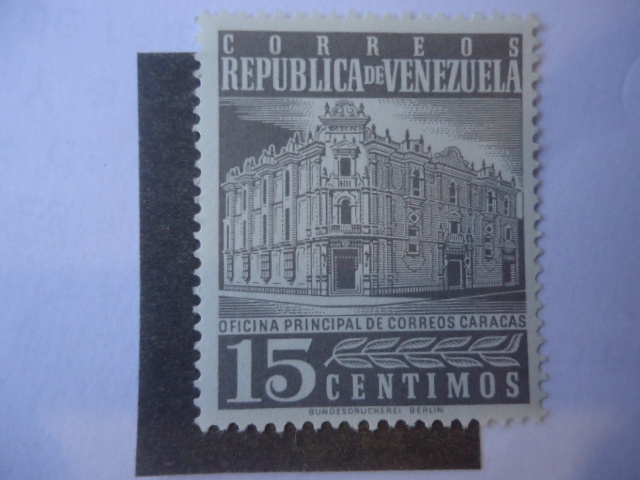 CORREOS
REPUBLICA DE VENEZUELA
OFICINA PRINCIPAL DE CORREOS CARACAS
15 CENTIMOS
BUNDESDRUCKEREI BERLIN